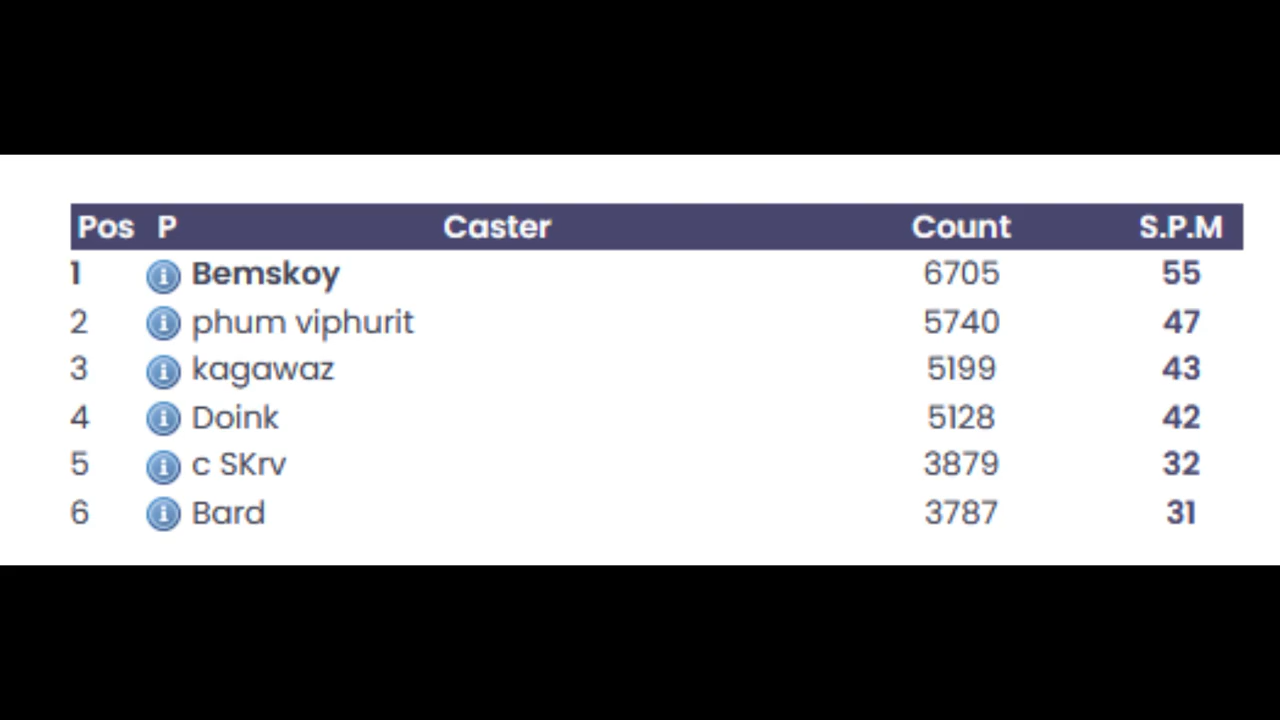 Pos P Caster Count S.P.M
1 Bemskoy 6705 55
2 phum viphurit 5740 47
3 kagawaz 5199 43
4 Doink 5128 42
5 c SKrv 3879 32
6 Bard 3787 31